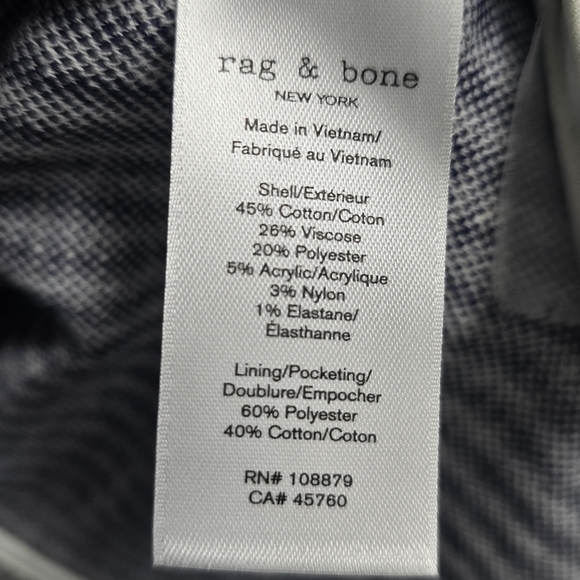 rag & bone
NEW YORK
Made in Vietnam/
Fabriqué au Vietnam
Shell/Extérieur
45% Cotton/Coton
26% Viscose
20% Polyester
5% Acrylic/Acrylique
3% Nylon
1% Elastane/
Élasthanne
Lining/Pocketing/
Doublure/Empocher
60% Polyester
40% Cotton/Coton
RN# 108879
CA# 45760